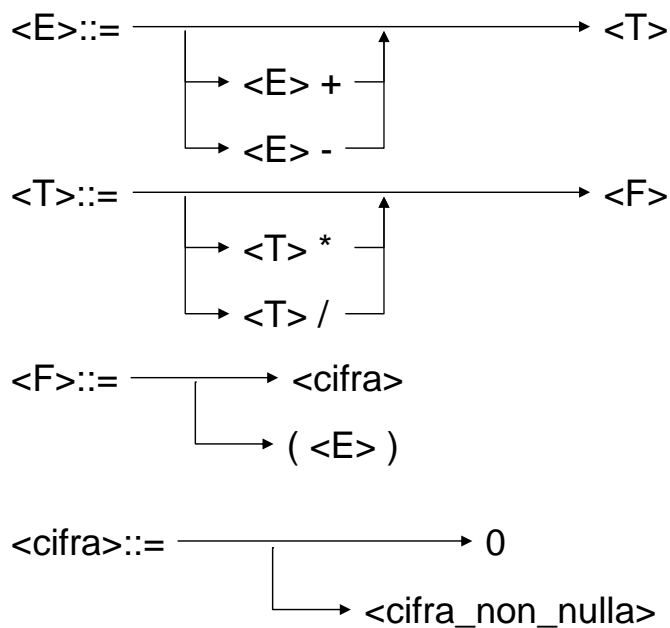 <E>::= <T>
<E> +
<E> -
<T>::= <F>
<T> *
<T> /
<F>::= <cifra>
( <E> )
<cifra>::= 0
<cifra_non_nulla>